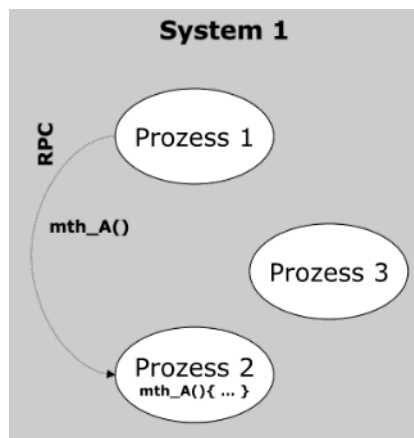 System 1
Prozess 1
RPC
mth_A()
Prozess 3
Prozess 2
mth_A(){ ... }